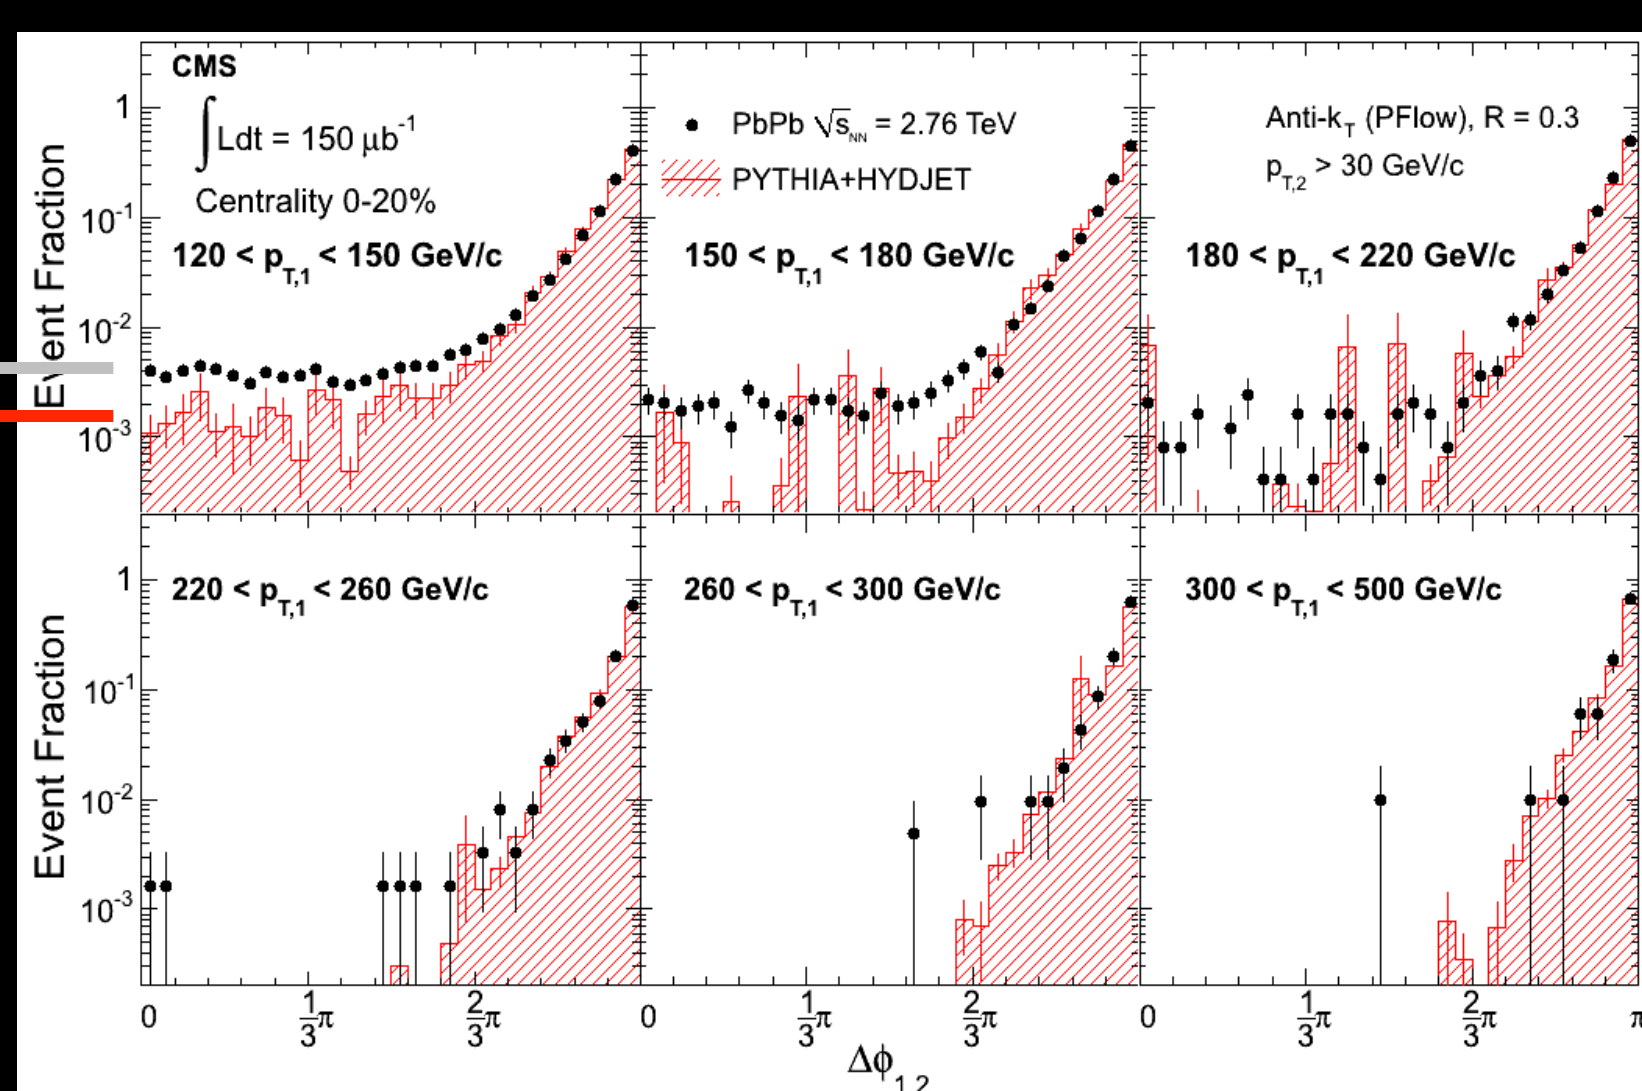 CMS
∫Ldt = 150 μb⁻¹
Centrality 0-20%
120 < p_T,1 < 150 GeV/c
PbPb √s_NN = 2.76 TeV
PYTHIA+HYDJET
150 < p_T,1 < 180 GeV/c
Anti-k_T (PFlow), R = 0.3
p_T,2 > 30 GeV/c
180 < p_T,1 < 220 GeV/c
Event Fraction
1
10⁻¹
10⁻²
10⁻³
220 < p_T,1 < 260 GeV/c
260 < p_T,1 < 300 GeV/c
300 < p_T,1 < 500 GeV/c
Event Fraction
1
10⁻¹
10⁻²
10⁻³
0 1/3π 2/3π 0 1/3π 2/3π 0 1/3π 2/3π π
Δϕ_1,2